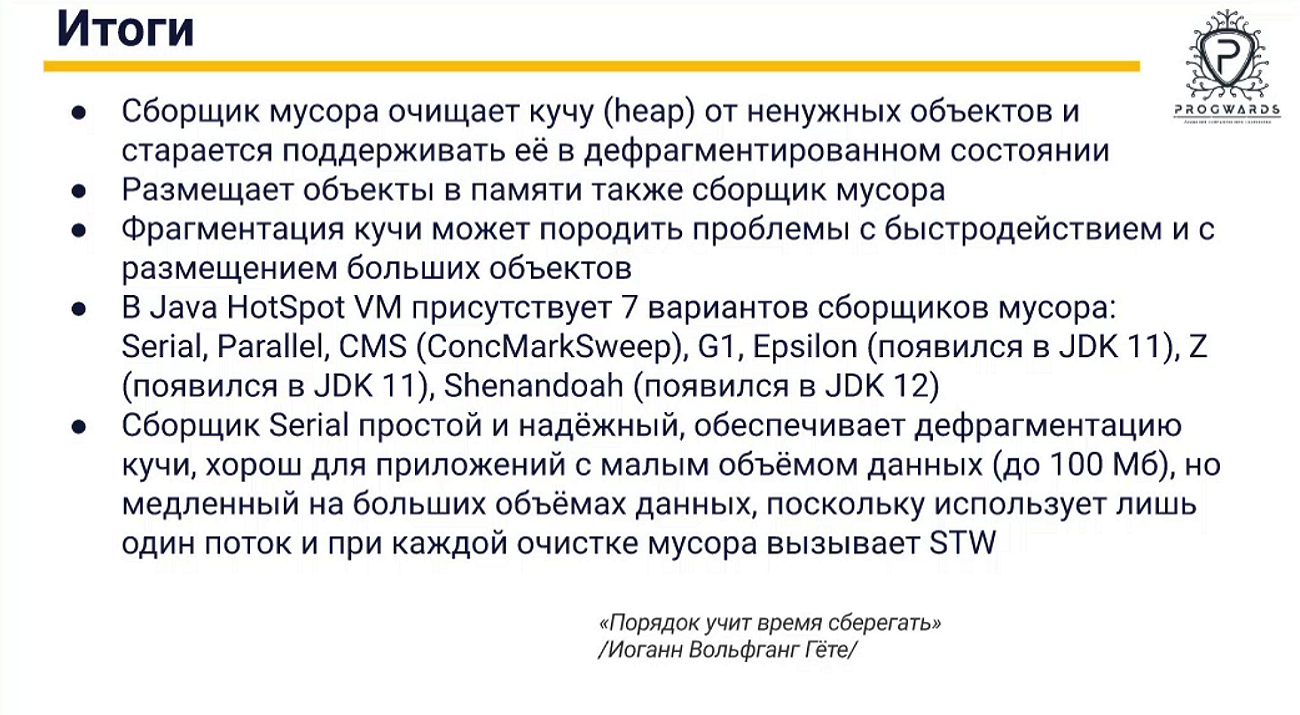 Итоги
PROGWARDS
● Сборщик мусора очищает кучу (heap) от ненужных объектов и
старается поддерживать её в дефрагментированном состоянии
● Размещает объекты в памяти также сборщик мусора
● Фрагментация кучи может породить проблемы с быстродействием и с
размещением больших объектов
● В Java HotSpot VM присутствует 7 вариантов сборщиков мусора:
Serial, Parallel, CMS (ConcMarkSweep), G1, Epsilon (появился в JDK 11), Z
(появился в JDK 11), Shenandoah (появился в JDK 12)
● Сборщик Serial простой и надёжный, обеспечивает дефрагментацию
кучи, хорош для приложений с малым объёмом данных (до 100 Мб), но
медленный на больших объёмах данных, поскольку использует лишь
один поток и при каждой очистке мусора вызывает STW
«Порядок учит время сберегать»
/Иоганн Вольфганг Гёте/